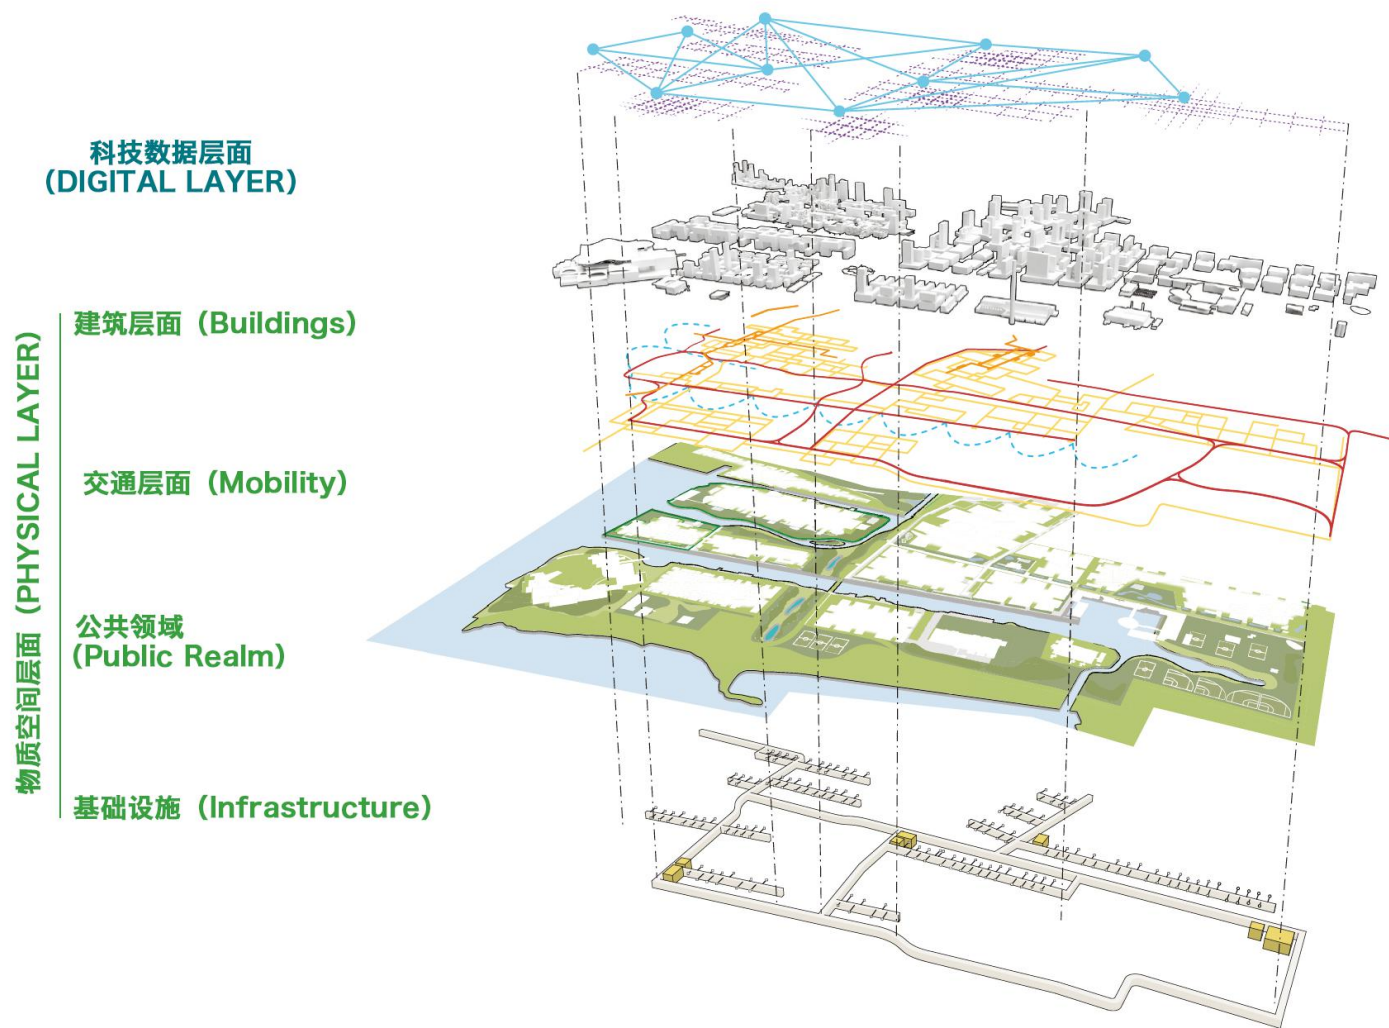 科技数据层面
(DIGITAL LAYER)
物质空间层面（PHYSICAL LAYER）
建筑层面（Buildings）
交通层面（Mobility）
公共领域
(Public Realm)
基础设施（Infrastructure）